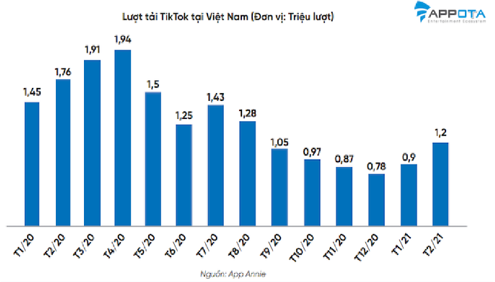 Lượt tải TikTok tại Việt Nam (Đơn vị: Triệu lượt)
APPOTA
Entertainment Ecosystem
1,45
1,76
1,91
1,94
1,5
1,25
1,43
1,28
1,05
0,97
0,87
0,78
0,9
1,2
T1/20
T2/20
T3/20
T4/20
T5/20
T6/20
T7/20
T8/20
T9/20
T10/20
T11/20
T12/20
T1/21
T2/21
Nguồn: App Annie